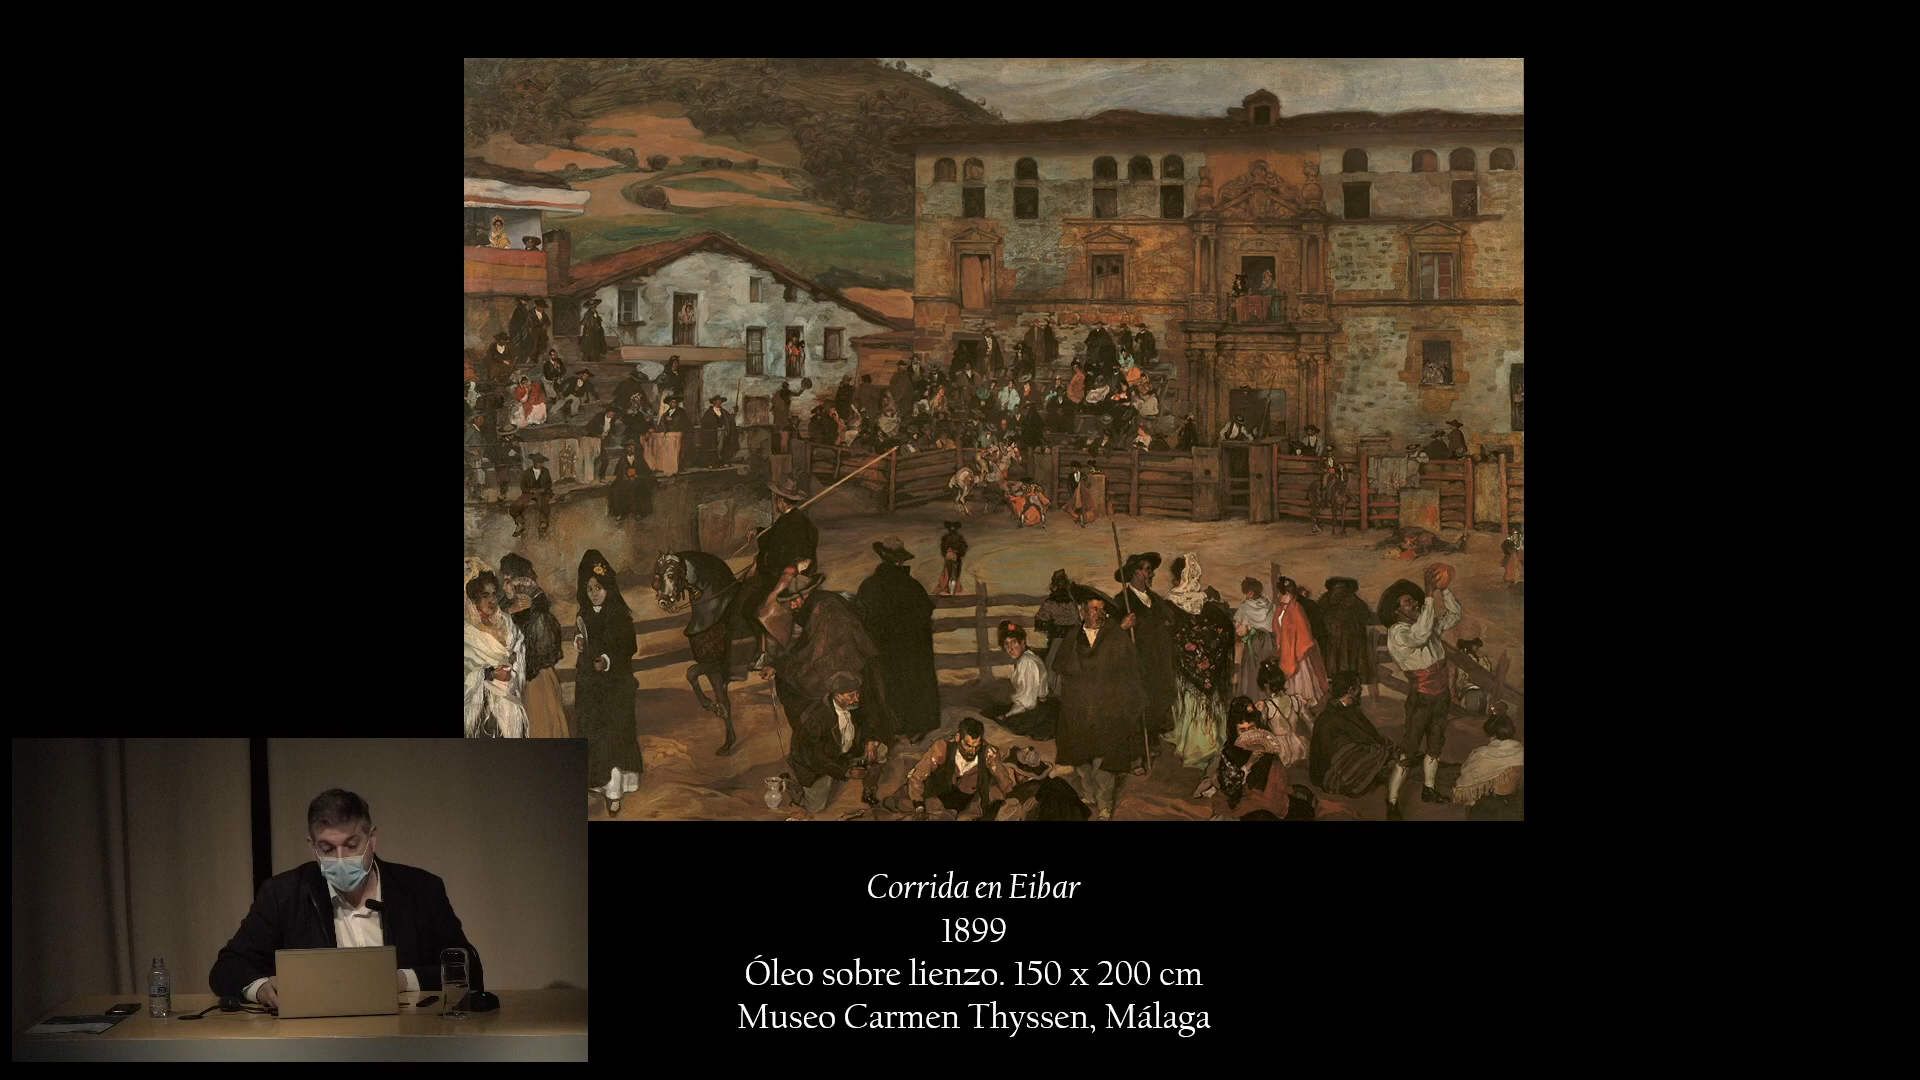 Corrida en Eibar
1899
Óleo sobre lienzo. 150 x 200 cm
Museo Carmen Thyssen, Málaga